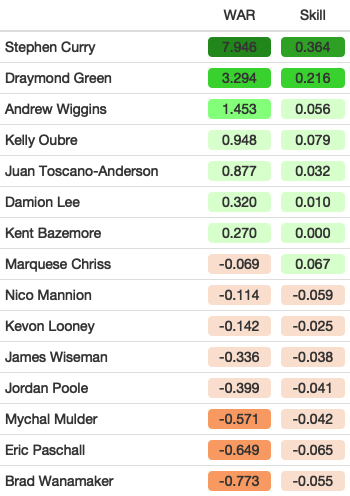 WAR Skill
Stephen Curry 7.946 0.364
Draymond Green 3.294 0.216
Andrew Wiggins 1.453 0.056
Kelly Oubre 0.948 0.079
Juan Toscano-Anderson 0.877 0.032
Damion Lee 0.320 0.010
Kent Bazemore 0.270 0.000
Marquese Chriss -0.069 0.067
Nico Mannion -0.114 -0.059
Kevon Looney -0.142 -0.025
James Wiseman -0.336 -0.038
Jordan Poole -0.399 -0.041
Mychal Mulder -0.571 -0.042
Eric Paschall -0.649 -0.065
Brad Wanamaker -0.773 -0.055